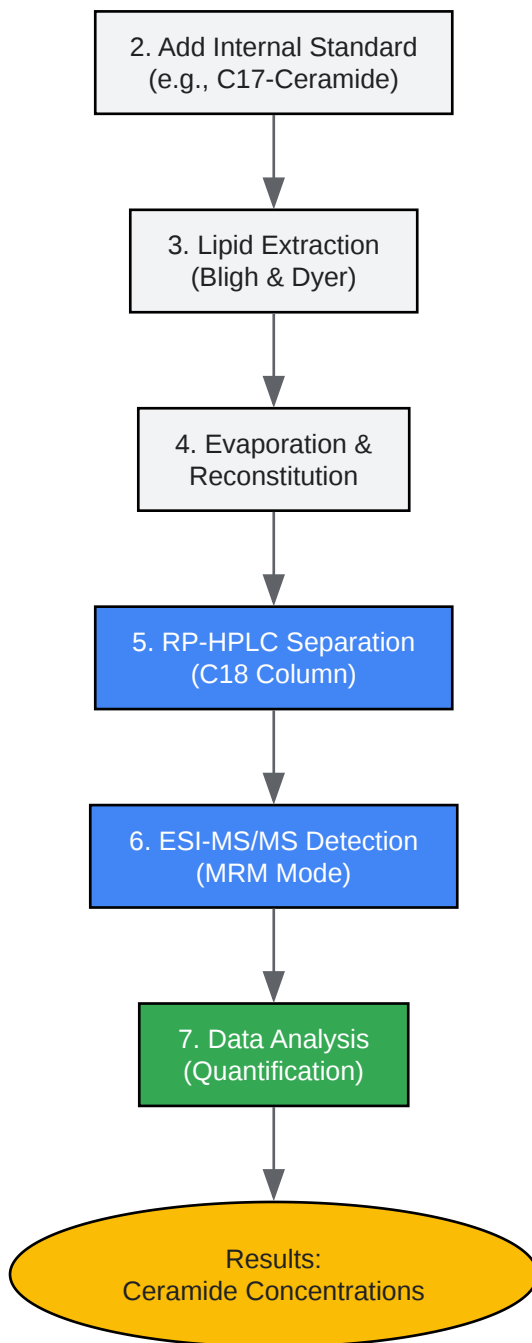 2. Add Internal Standard
(e.g., C17-Ceramide)
3. Lipid Extraction
(Bligh & Dyer)
4. Evaporation &
Reconstitution
5. RP-HPLC Separation
(C18 Column)
6. ESI-MS/MS Detection
(MRM Mode)
7. Data Analysis
(Quantification)
Results:
Ceramide Concentrations